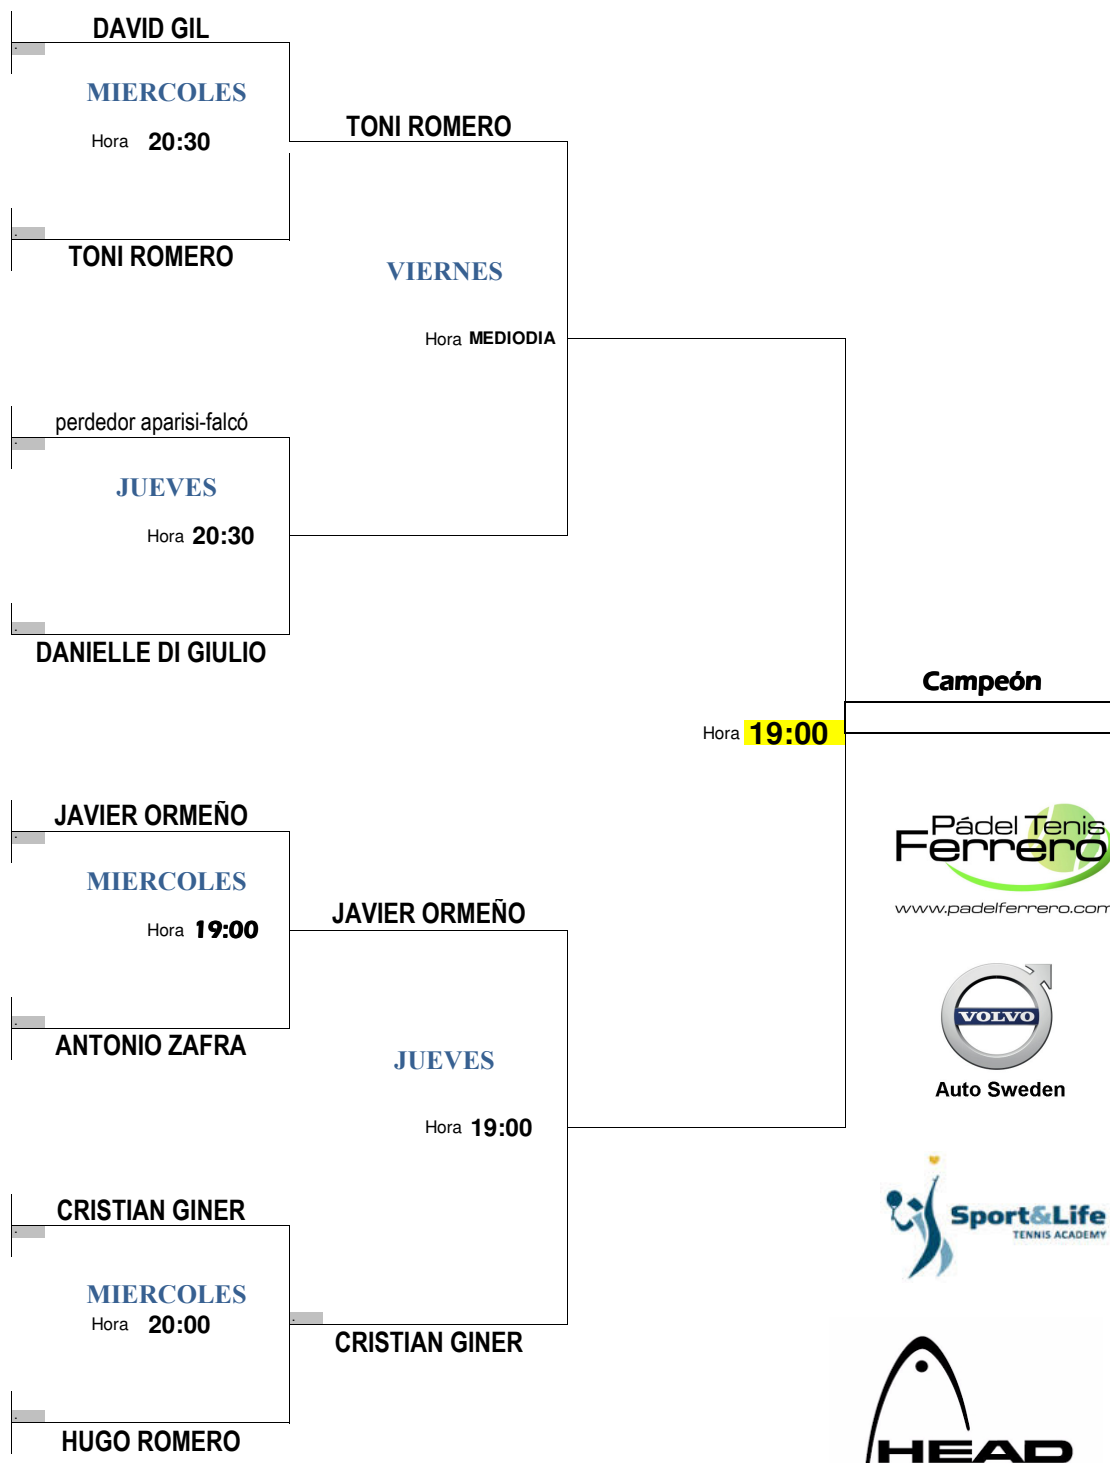 DAVID GIL
MIERCOLES
Hora 20:30
TONI ROMERO
TONI ROMERO
VIERNES
Hora MEDIODIA
perdedor aparisi-falcó
JUEVES
Hora 20:30
DANIELLE DI GIULIO
Campeón
Hora 19:00
JAVIER ORMEÑO
MIERCOLES
Hora 19:00
JAVIER ORMEÑO
ANTONIO ZAFRA
JUEVES
Hora 19:00
CRISTIAN GINER
MIERCOLES
Hora 20:00
CRISTIAN GINER
HUGO ROMERO
Pádel Tenis
Ferrero
www.padelferrero.com
VOLVO
Auto Sweden
Sport&Life
TENNIS ACADEMY
HEAD